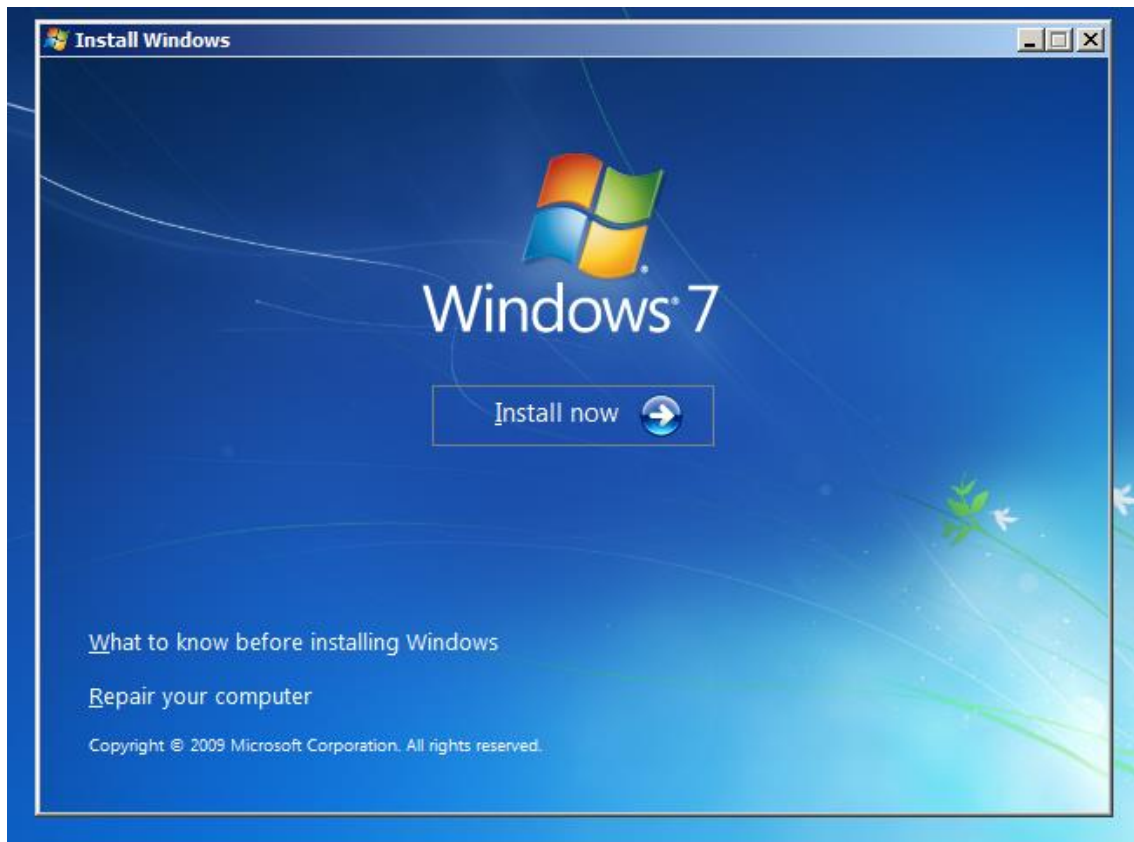 Install Windows
Windows® 7
Install now
What to know before installing Windows
Repair your computer
Copyright © 2009 Microsoft Corporation. All rights reserved.